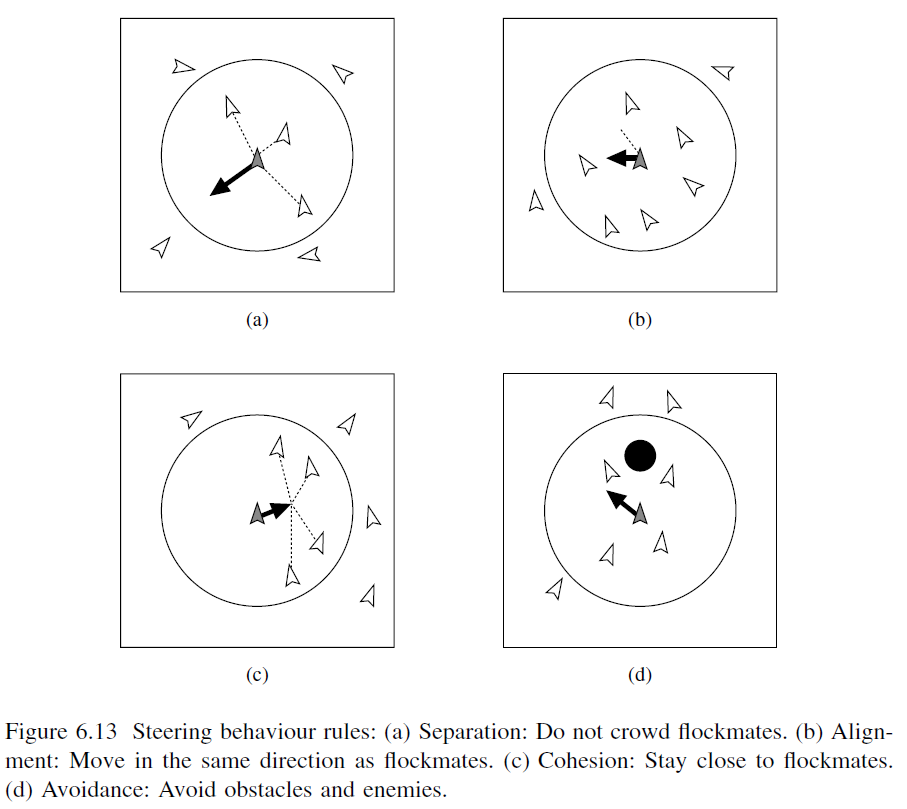 (a)
(b)
(c)
(d)
Figure 6.13 Steering behaviour rules: (a) Separation: Do not crowd flockmates. (b) Align-
ment: Move in the same direction as flockmates. (c) Cohesion: Stay close to flockmates.
(d) Avoidance: Avoid obstacles and enemies.